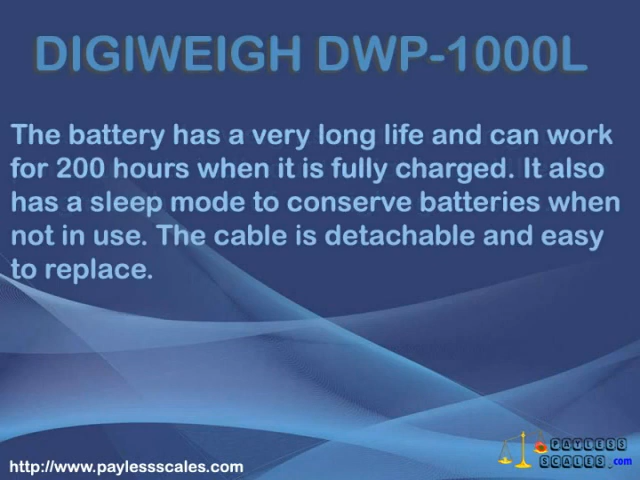 DIGIWEIGH DWP-1000L
The battery has a very long life and can work
for 200 hours when it is fully charged. It also
has a sleep mode to conserve batteries when
not in use. The cable is detachable and easy
to replace.
http://www.paylessscales.com
PAYLESS
SCALES.com